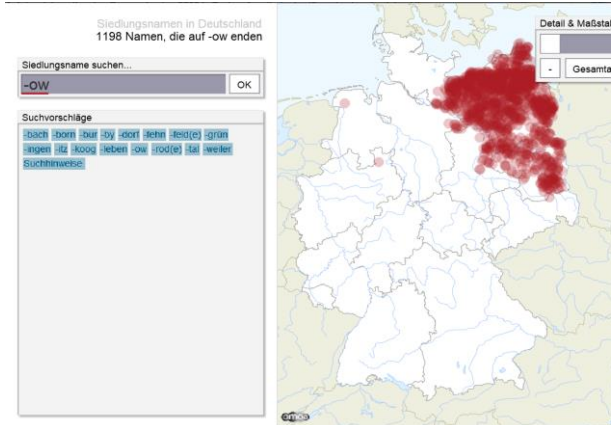 Siedlungsnamen in Deutschland
1198 Namen, die auf -ow enden
Siedlungsname suchen...
-ow
OK
Suchvorschläge
-bach -born -bur -by -dorf -fehn -feld(e) -grün
-ingen -itz -koog -leben -ow -rod(e) -tal -weiler
Suchhinweise
Detail & Maßstal
- Gesamta